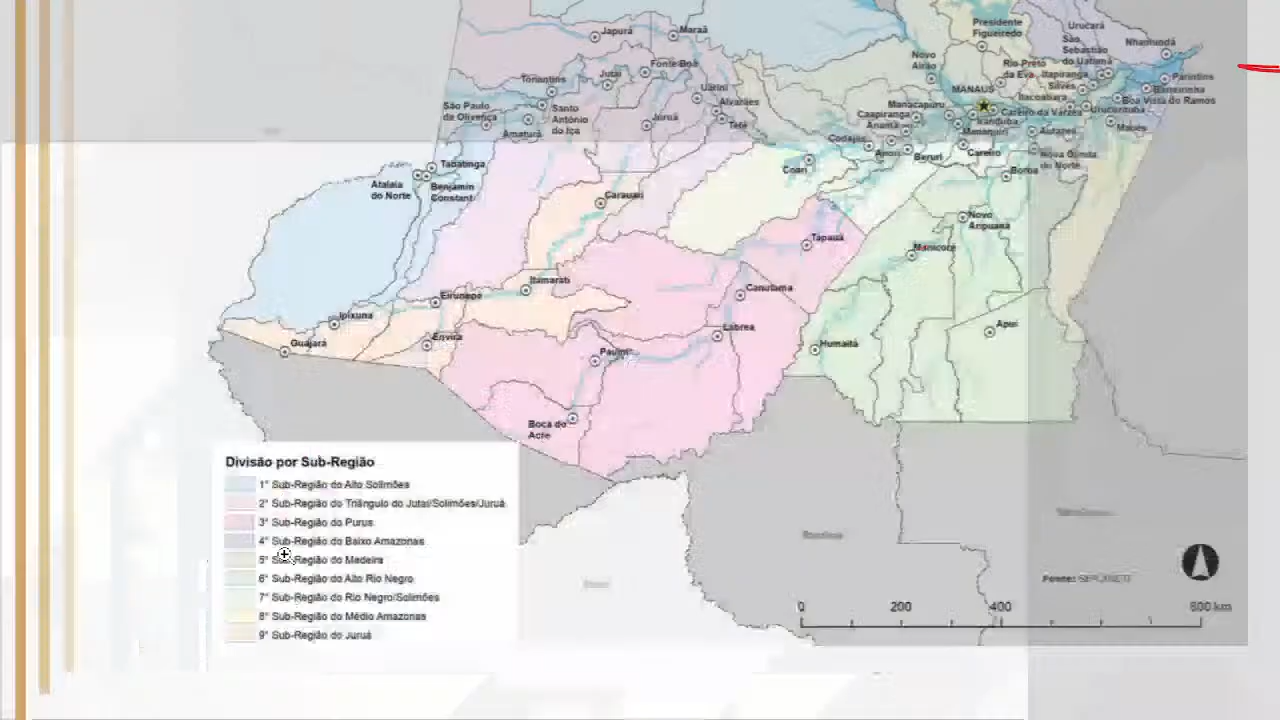 Presidente
Figueiredo
Urucará
São
Sebastião
do Uatumã
Nhamundá
Japurá
Maraã
Novo
Airão
Rio Preto
da Eva
Itapiranga
Silves
Parintins
Fonte Boa
Jutaí
Tonantins
Uarini
Alvarães
Tefé
MANAUS
Itacoatiara
Barreirinha
Boa Vista do Ramos
Urucurituba
São Paulo
da Olivença
Santo
Antônio
do Içá
Amaturá
Juruá
Manacapuru
Caapiranga
Anamã
Careiro da Várzea
Iranduba
Manaquiri
Autazes
Maués
Codajás
Anori
Beruri
Careiro
Nova Olinda
do Norte
Tabatinga
Atalaia
do Norte
Benjamin
Constant
Coari
Borba
Carauari
Novo
Aripuanã
Tapauá
Manicoré
Itamarati
Eirunepé
Canutama
Ipixuna
Guajará
Envira
Lábrea
Apuí
Pauini
Humaitá
Boca do
Acre
Divisão por Sub-Região
1ª Sub-Região do Alto Solimões
2ª Sub-Região do Triângulo do Jutaí/Solimões/Juruá
3ª Sub-Região do Purus
4ª Sub-Região do Baixo Amazonas
5ª Sub-Região do Madeira
6ª Sub-Região do Alto Rio Negro
7ª Sub-Região do Rio Negro/Solimões
8ª Sub-Região do Médio Amazonas
9ª Sub-Região do Juruá
0 200 400 800 km